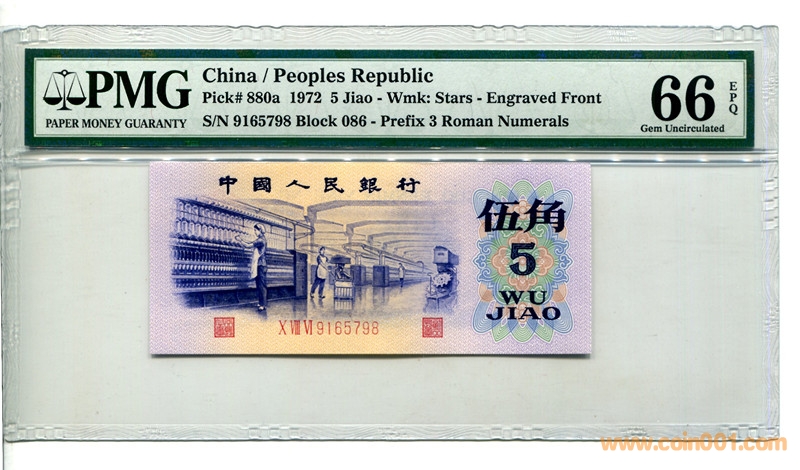 PMG
PAPER MONEY GUARANTY
China / Peoples Republic
Pick# 880a 1972 5 Jiao - Wmk: Stars - Engraved Front
S/N 9165798 Block 086 - Prefix 3 Roman Numerals
66
EPQ
Gem Uncirculated
中國人民銀行
伍角
5
WU
JIAO
X VIII VI 9165798
www.coin001.com